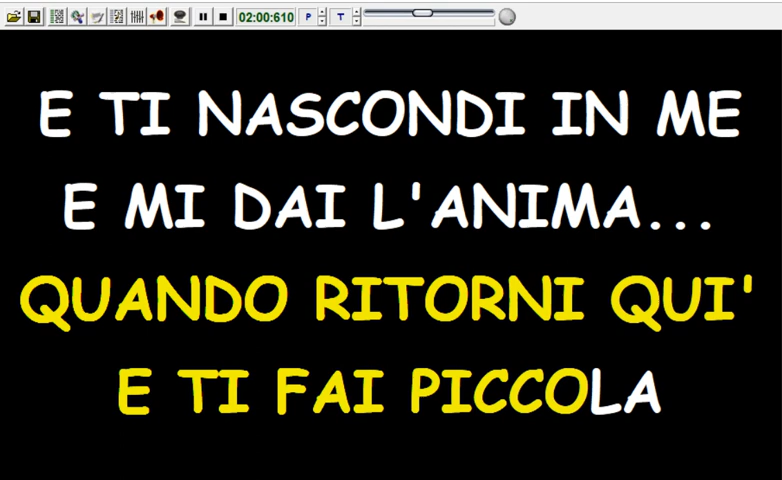 02:00:610 P T
E TI NASCONDI IN ME
E MI DAI L'ANIMA...
QUANDO RITORNI QUI'
E TI FAI PICCOLA